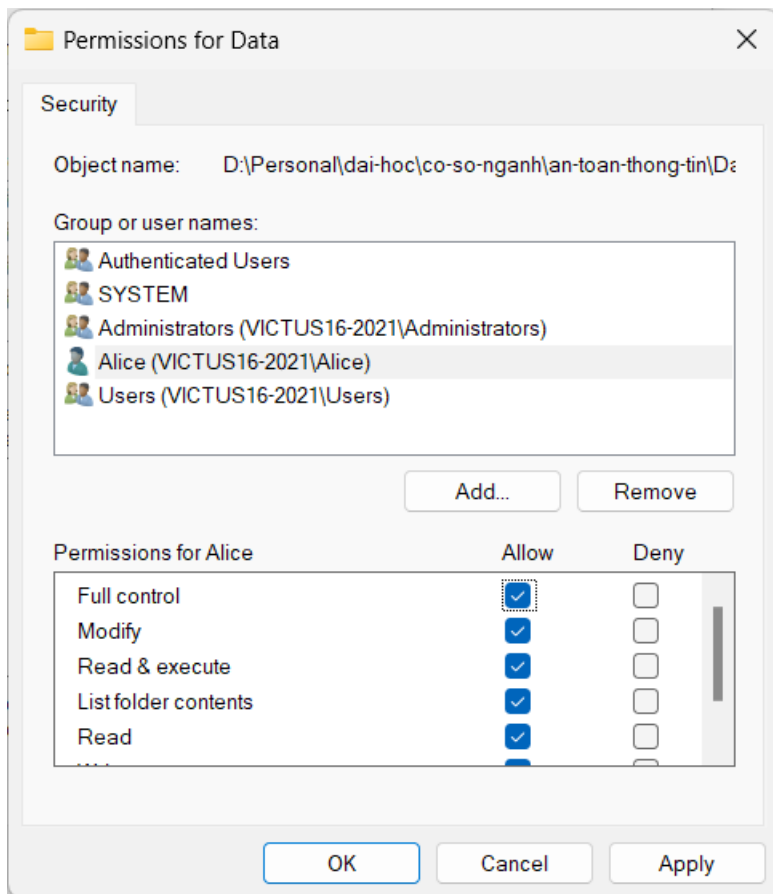 Permissions for Data
Security
Object name: D:\Personal\dai-hoc\co-so-nganh\an-toan-thong-tin\Da
Group or user names:
Authenticated Users
SYSTEM
Administrators (VICTUS16-2021\Administrators)
Alice (VICTUS16-2021\Alice)
Users (VICTUS16-2021\Users)
Add... Remove
Permissions for Alice Allow Deny
Full control
Modify
Read & execute
List folder contents
Read
OK Cancel Apply